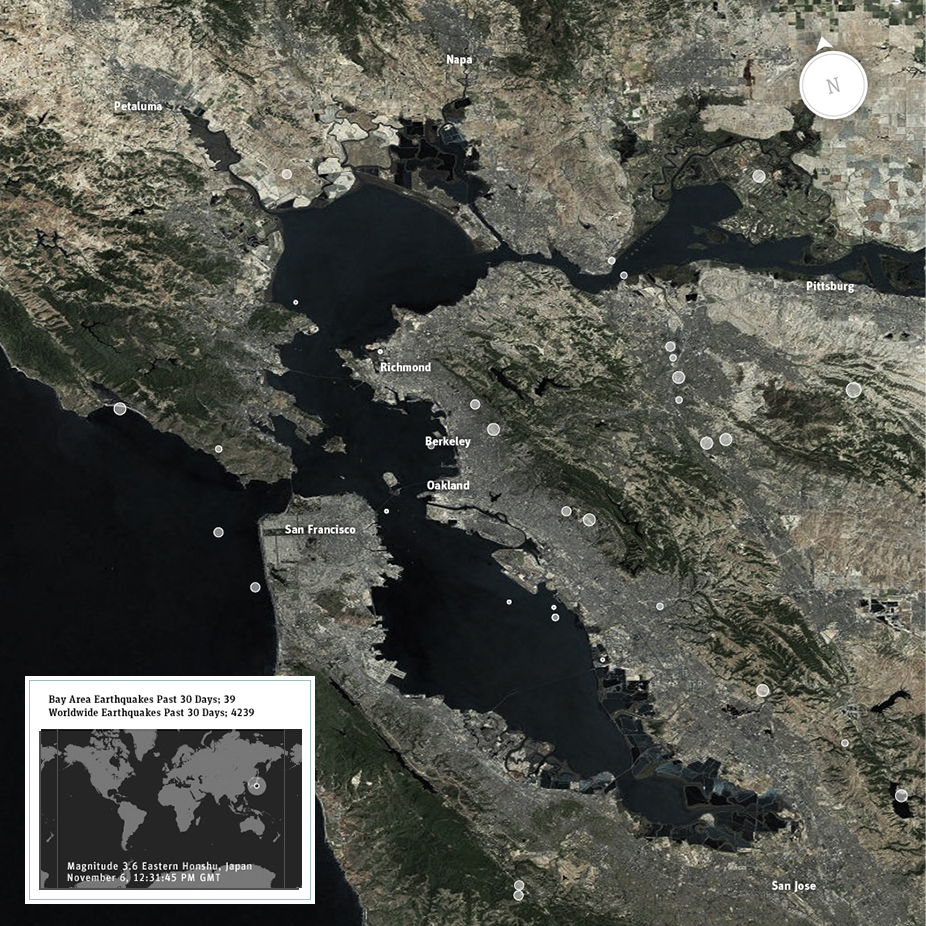 Napa
N
Petaluma
Pittsburg
Richmond
Berkeley
Oakland
San Francisco
Bay Area Earthquakes Past 30 Days; 39
Worldwide Earthquakes Past 30 Days; 4239
Magnitude 3.6 Eastern Honshu, Japan
November 6, 12:31:45 PM GMT
San Jose